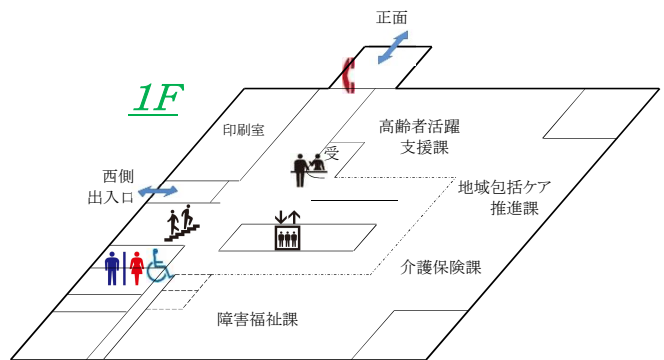 正面
1F
印刷室
高齢者活躍
支援課
受
西側
出入口
地域包括ケア
推進課
介護保険課
障害福祉課